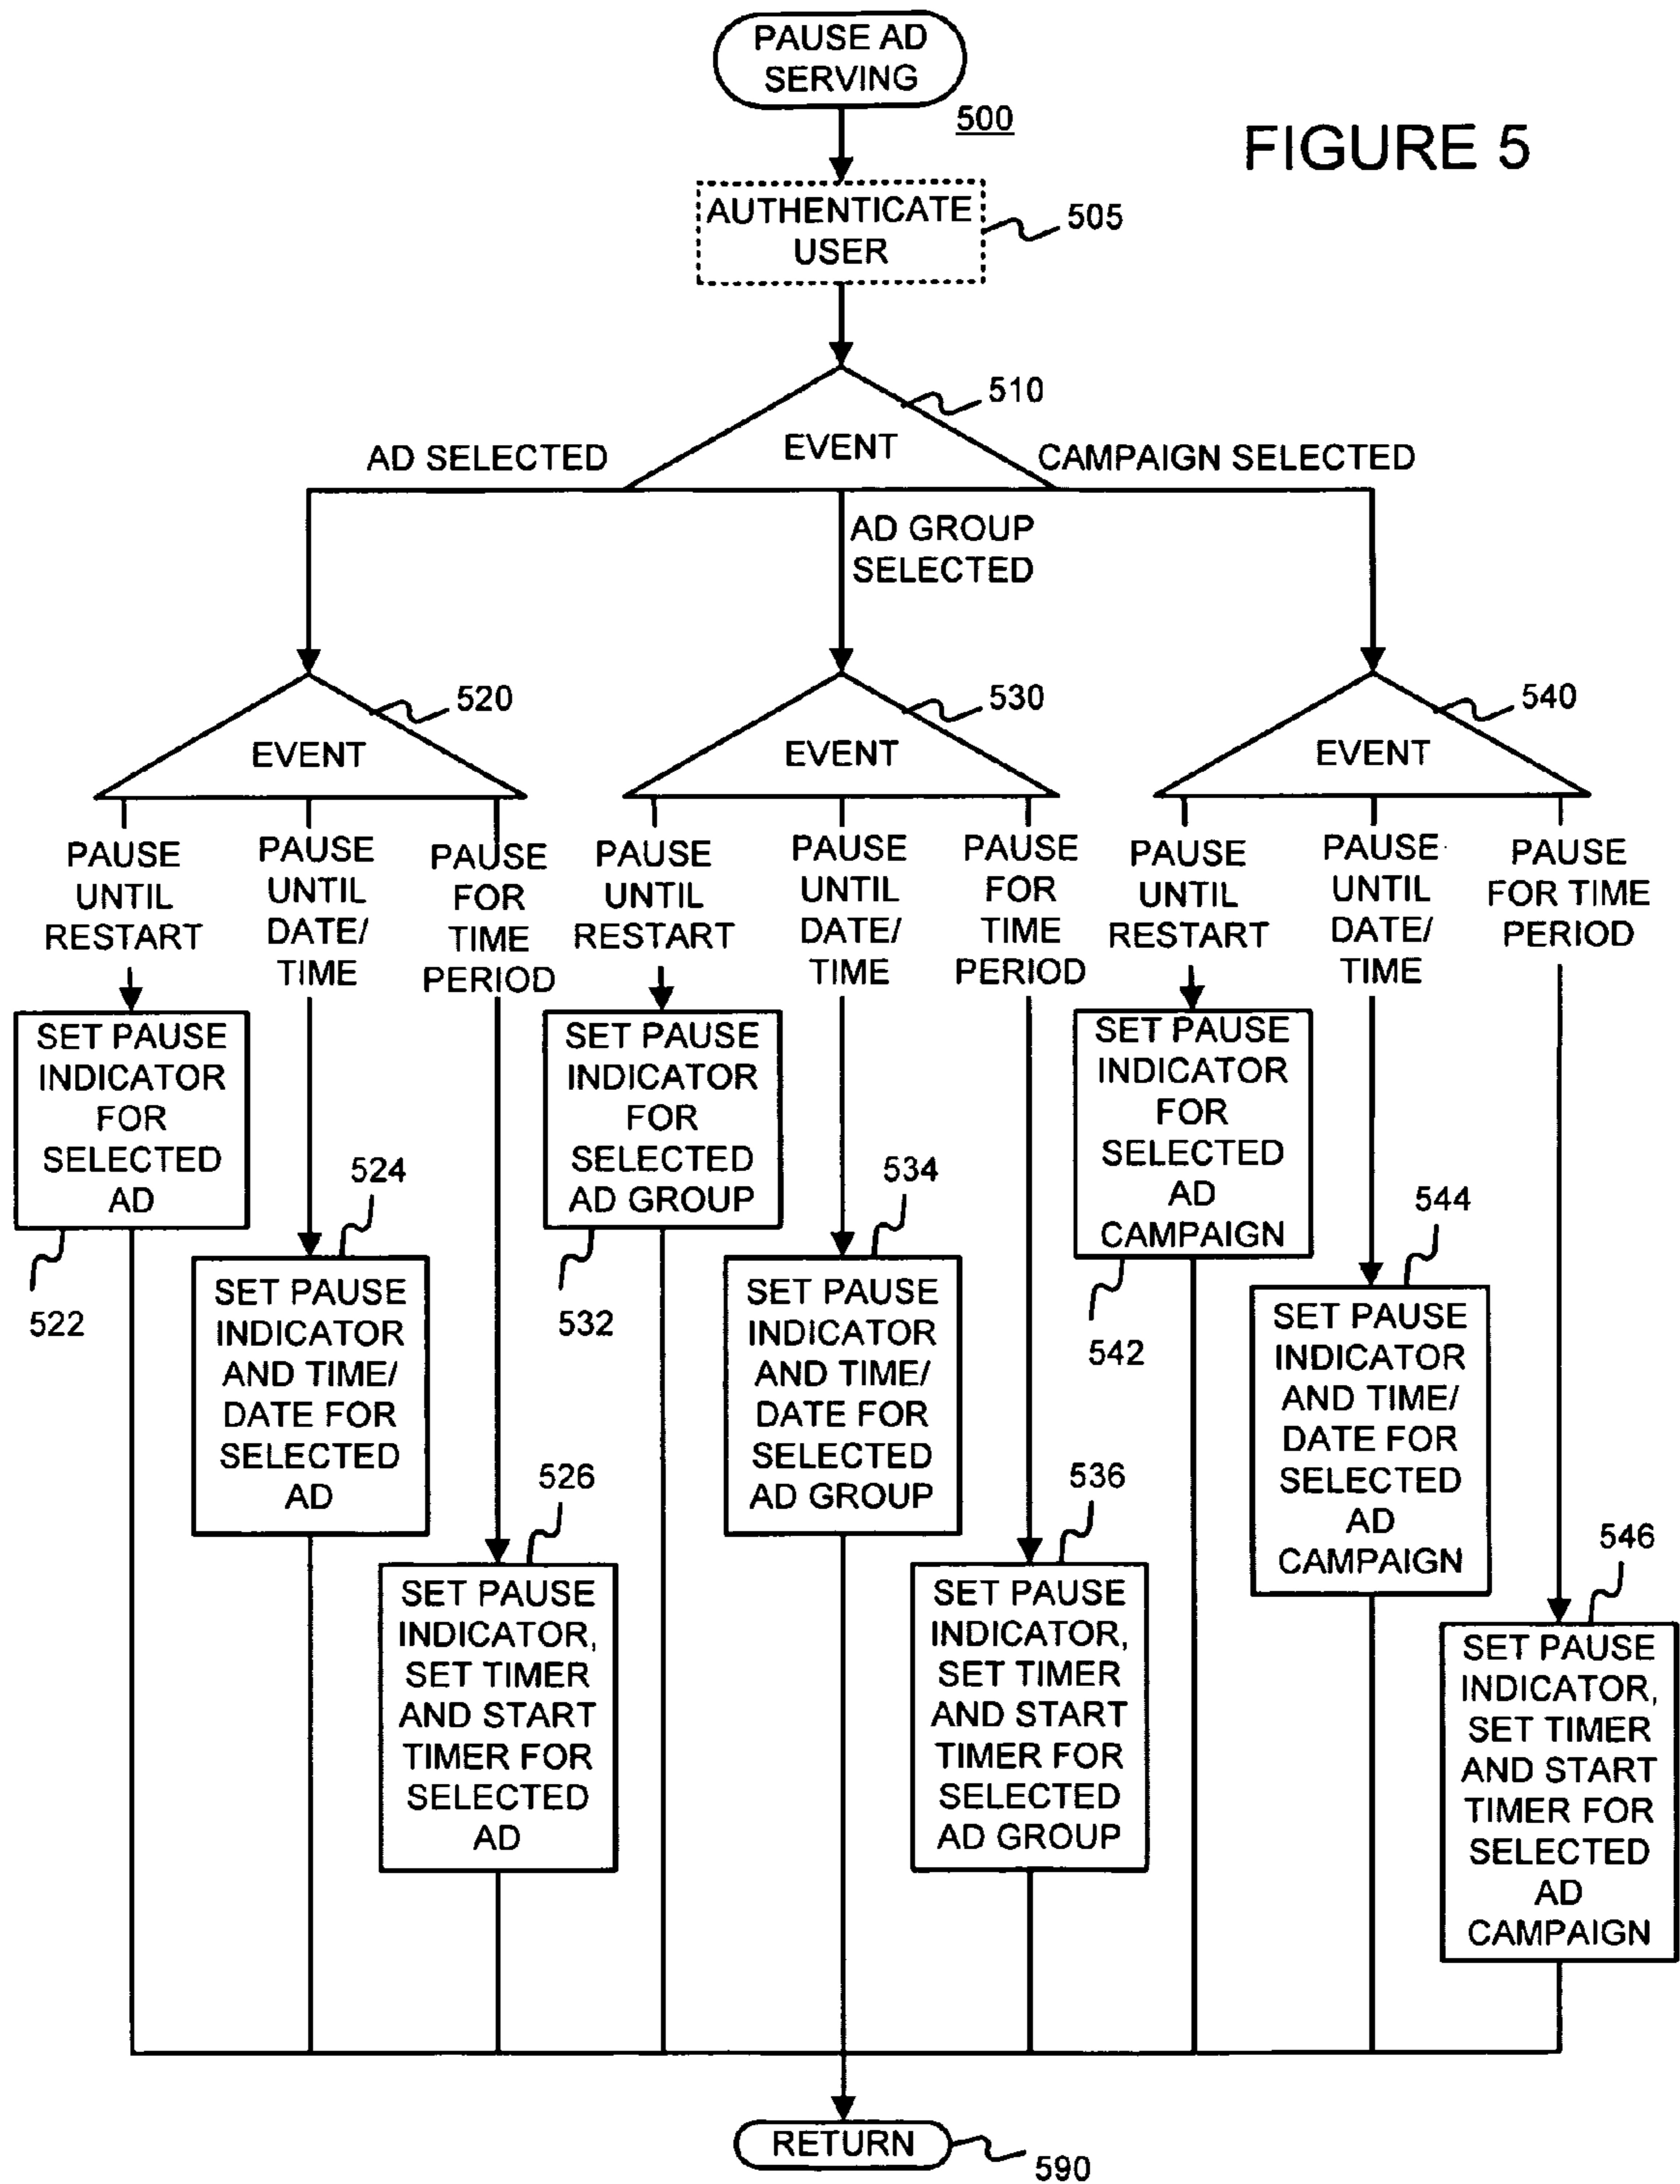 PAUSE AD
SERVING
500
FIGURE 5
AUTHENTICATE
USER
505
510
EVENT
AD SELECTED
CAMPAIGN SELECTED
AD GROUP
SELECTED
520
EVENT
530
EVENT
540
EVENT
PAUSE
UNTIL
RESTART
PAUSE
UNTIL
DATE/
TIME
PAUSE
FOR
TIME
PERIOD
PAUSE
UNTIL
RESTART
PAUSE
UNTIL
DATE/
TIME
PAUSE
FOR
TIME
PERIOD
PAUSE
UNTIL
RESTART
PAUSE
UNTIL
DATE/
TIME
PAUSE
FOR TIME
PERIOD
SET PAUSE
INDICATOR
FOR
SELECTED
AD
522
524
SET PAUSE
INDICATOR
AND TIME/
DATE FOR
SELECTED
AD
526
SET PAUSE
INDICATOR,
SET TIMER
AND START
TIMER FOR
SELECTED
AD
SET PAUSE
INDICATOR
FOR
SELECTED
AD GROUP
532
534
SET PAUSE
INDICATOR
AND TIME/
DATE FOR
SELECTED
AD GROUP
536
SET PAUSE
INDICATOR,
SET TIMER
AND START
TIMER FOR
SELECTED
AD GROUP
SET PAUSE
INDICATOR
FOR
SELECTED
AD
CAMPAIGN
542
544
SET PAUSE
INDICATOR
AND TIME/
DATE FOR
SELECTED
AD
CAMPAIGN
546
SET PAUSE
INDICATOR,
SET TIMER
AND START
TIMER FOR
SELECTED
AD
CAMPAIGN
RETURN
590